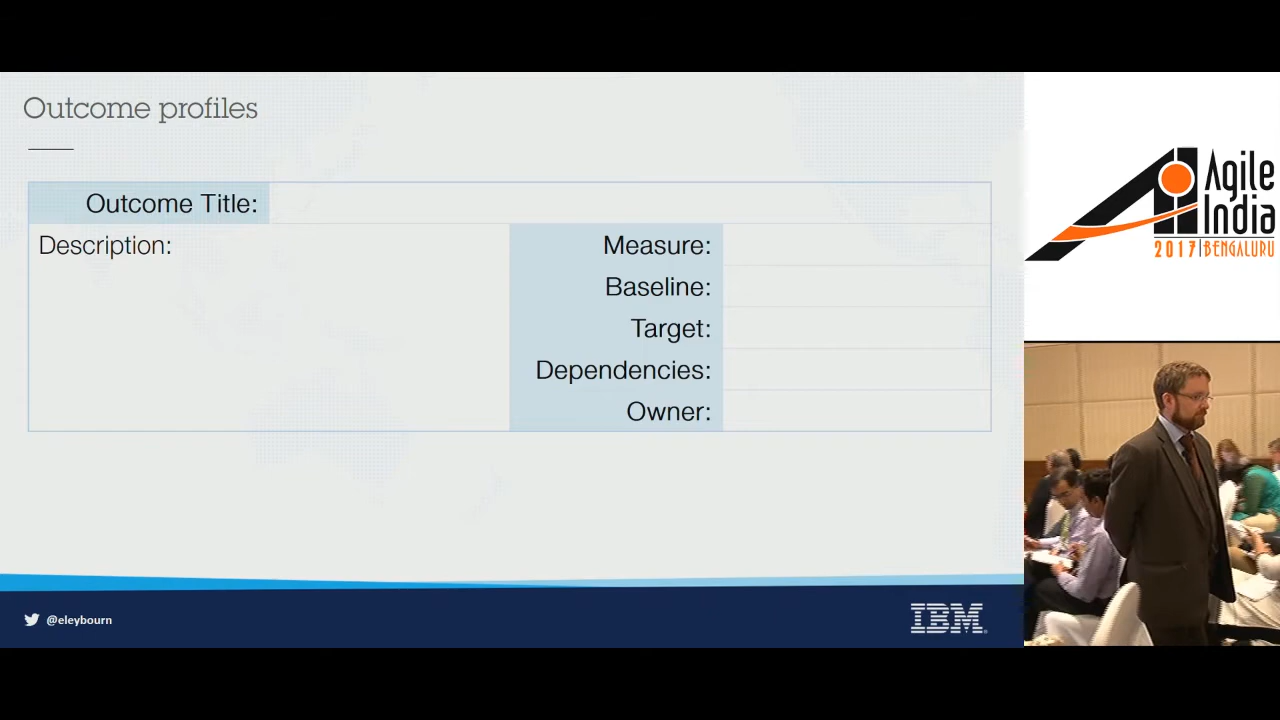 Outcome profiles
Outcome Title:
Description:
Measure:
Baseline:
Target:
Dependencies:
Owner:
@eleybourn
IBM
Agile
India
2017 | BENGALURU